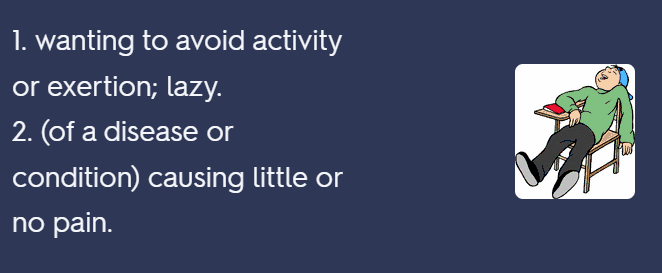 1. wanting to avoid activity
or exertion; lazy.
2. (of a disease or
condition) causing little or
no pain.